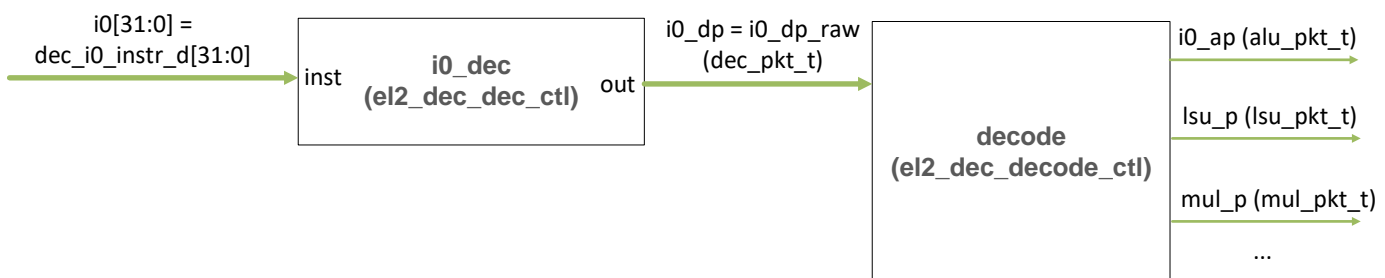 i0[31:0] =
dec_i0_instr_d[31:0]
inst
i0_dec
(el2_dec_dec_ctl)
out
i0_dp = i0_dp_raw
(dec_pkt_t)
decode
(el2_dec_decode_ctl)
i0_ap (alu_pkt_t)
lsu_p (lsu_pkt_t)
mul_p (mul_pkt_t)
...